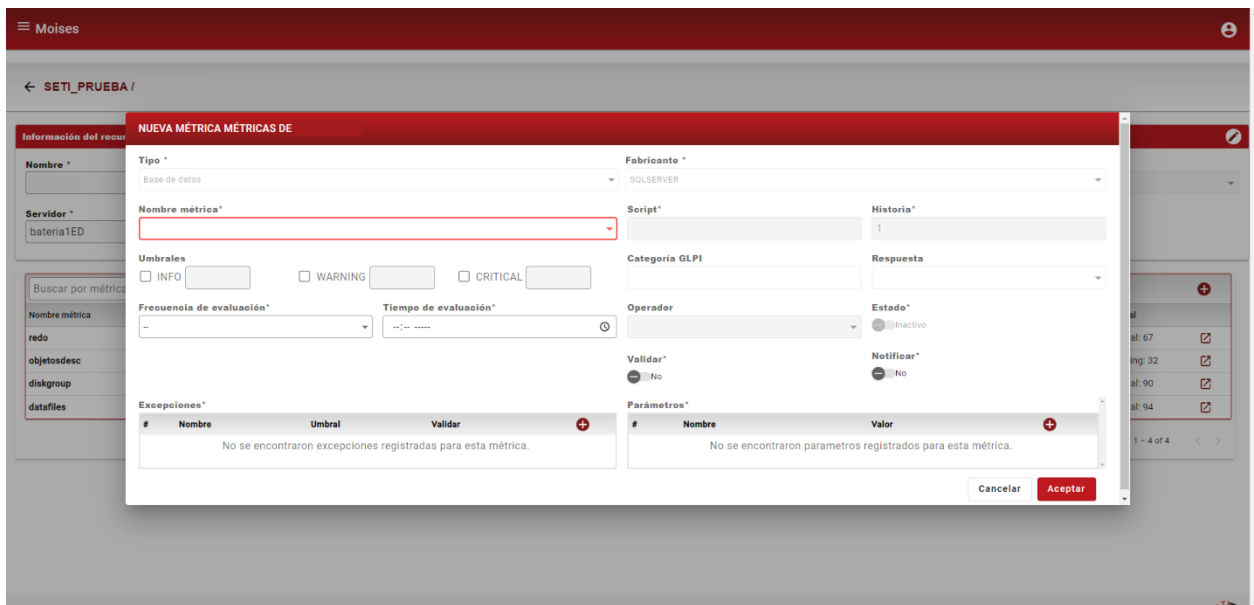 Moises
SETI_PRUEBA /
Información del recur
Nombre *
Servidor *
bateria1ED
Buscar por métrica
Nombre métrica
redo
objetosdesc
diskgroup
datafiles
NUEVA MÉTRICA MÉTRICAS DE
Tipo * Fabricante *
Base de datos SQLSERVER
Nombre métrica* Script* Historia*
1
Umbrales Categoría GLPI Respuesta
INFO WARNING CRITICAL
Frecuencia de evaluación* Tiempo de evaluación* Operador Estado*
-- --:-- ----- Inactivo
Validar* Notificar*
No No
Excepciones* Parámetros*
# Nombre Umbral Validar # Nombre Valor
No se encontraron excepciones registradas para esta métrica. No se encontraron parametros registrados para esta métrica.
Cancelar Aceptar
al
al: 67
ing: 32
al: 90
al: 94
1 – 4 of 4